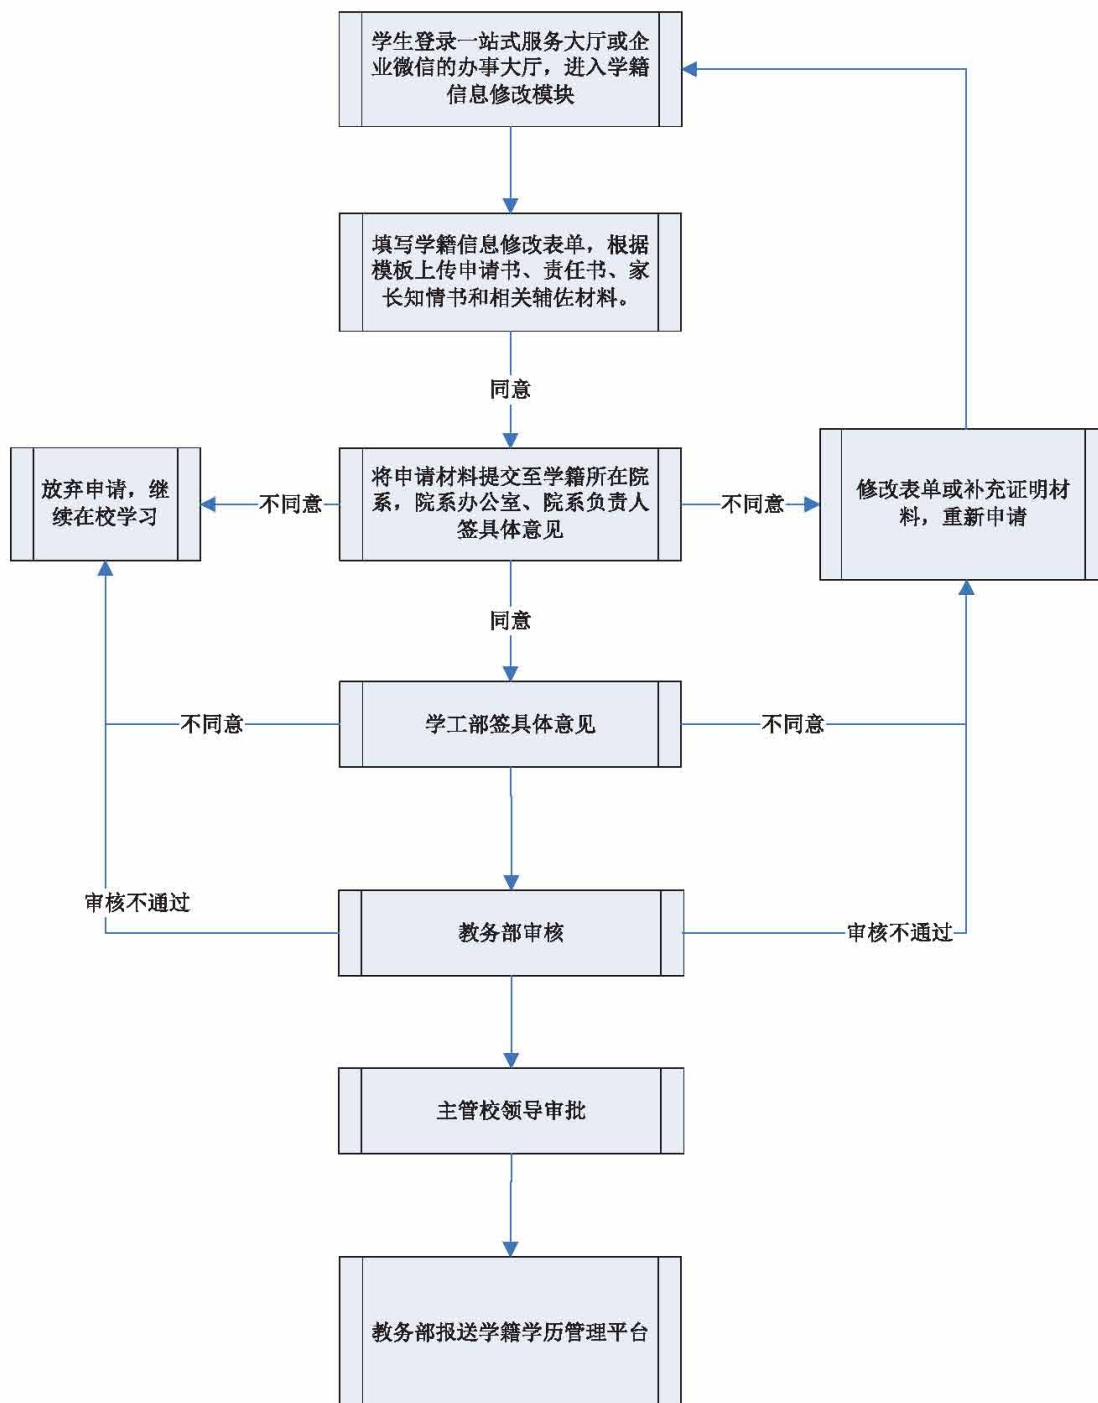 学生登录一站式服务大厅或企
业微信的办事大厅，进入学籍
信息修改模块
填写学籍信息修改表单，根据
模板上传申请书、责任书、家
长知情书和相关辅佐材料。
同意
放弃申请，继
续在校学习
不同意
将申请材料提交至学籍所在院
系，院系办公室、院系负责人
签具体意见
不同意
修改表单或补充证明材
料，重新申请
同意
不同意
学工部签具体意见
不同意
审核不通过
教务部审核
审核不通过
主管校领导审批
教务部报送学籍学历管理平台